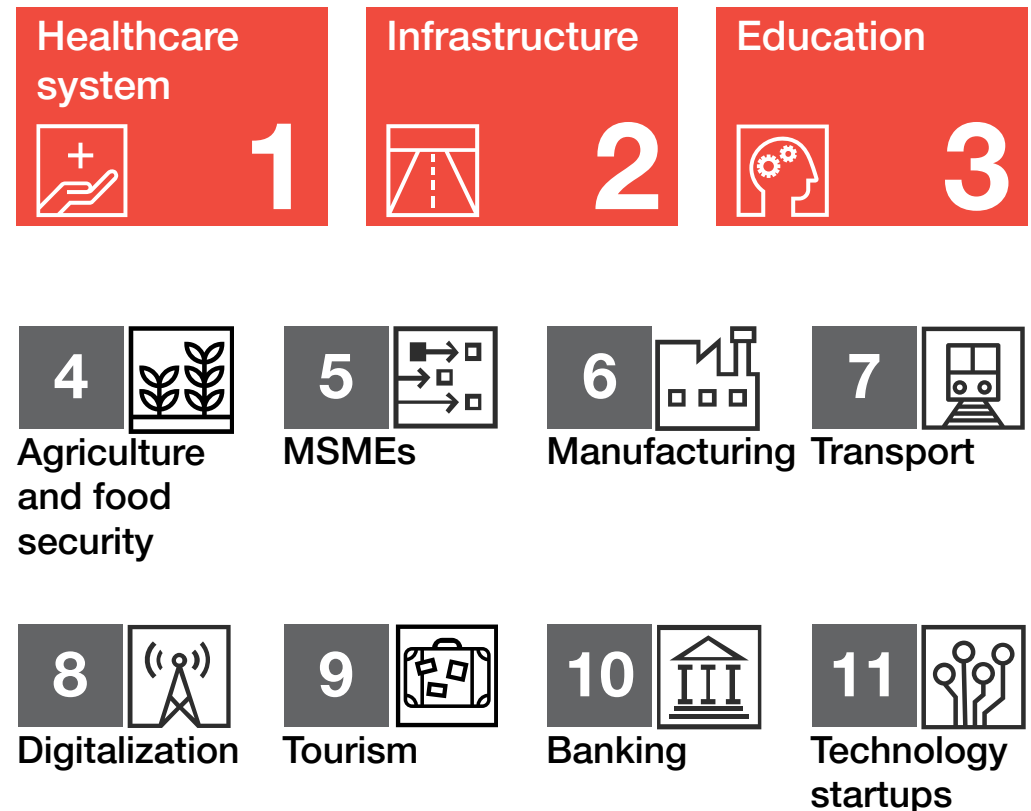 Healthcare
system
1
Infrastructure
2
Education
3
4
Agriculture
and food
security
5
MSMEs
6
Manufacturing
7
Transport
8
Digitalization
9
Tourism
10
Banking
11
Technology
startups